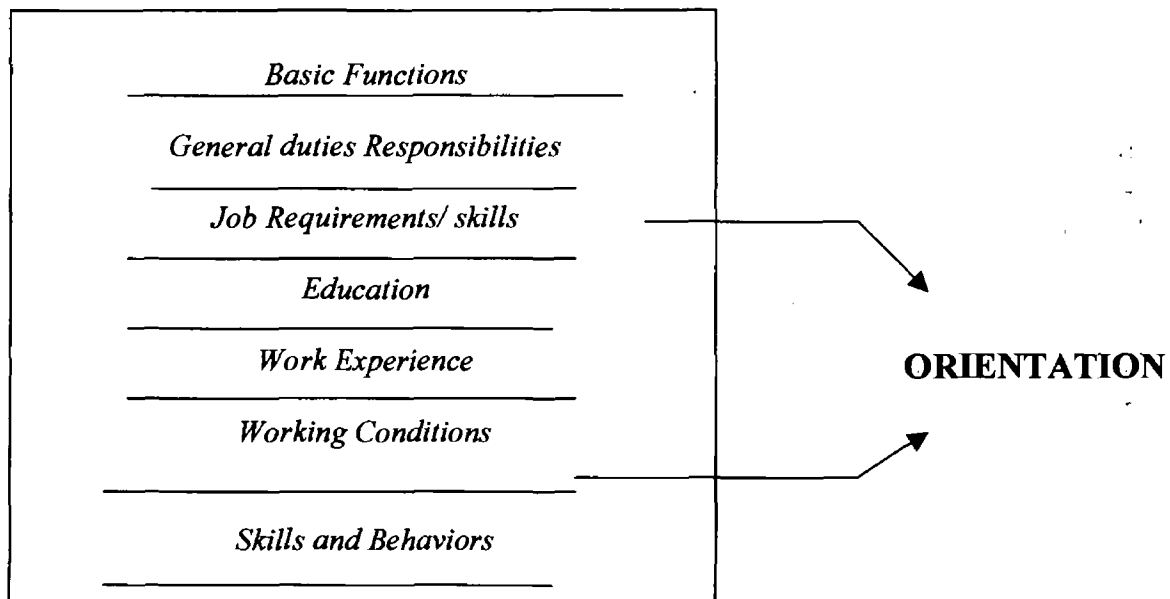 Basic Functions
General duties Responsibilities
Job Requirements/ skills
Education
Work Experience
ORIENTATION
Working Conditions
Skills and Behaviors